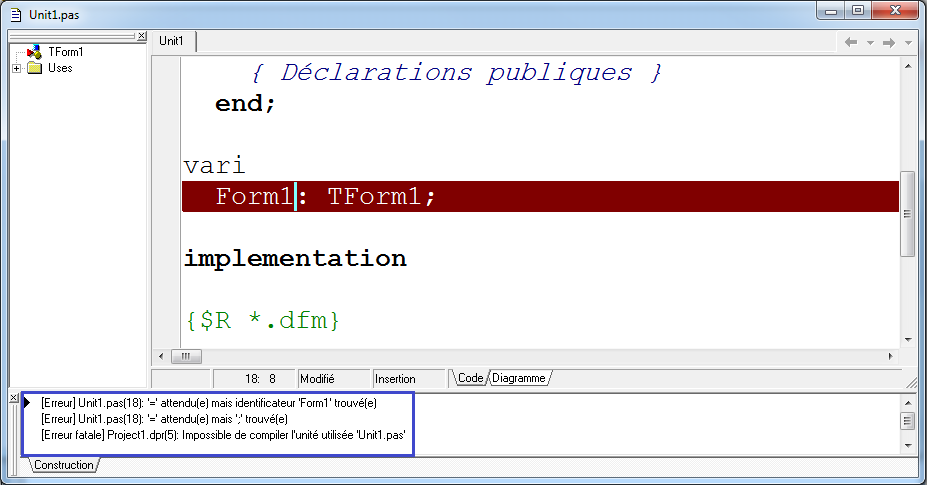 Unit1.pas
TForm1
Uses
Unit1
{ Déclarations publiques }
end;
vari
Form1: TForm1;
implementation
{$R *.dfm}
18: 8
Modifié
Insertion
Code
Diagramme
[Erreur] Unit1.pas(18): '=' attendu(e) mais identificateur 'Form1' trouvé(e)
[Erreur] Unit1.pas(18): '=' attendu(e) mais ';' trouvé(e)
[Erreur fatale] Project1.dpr(5): Impossible de compiler l'unité utilisée 'Unit1.pas'
Construction